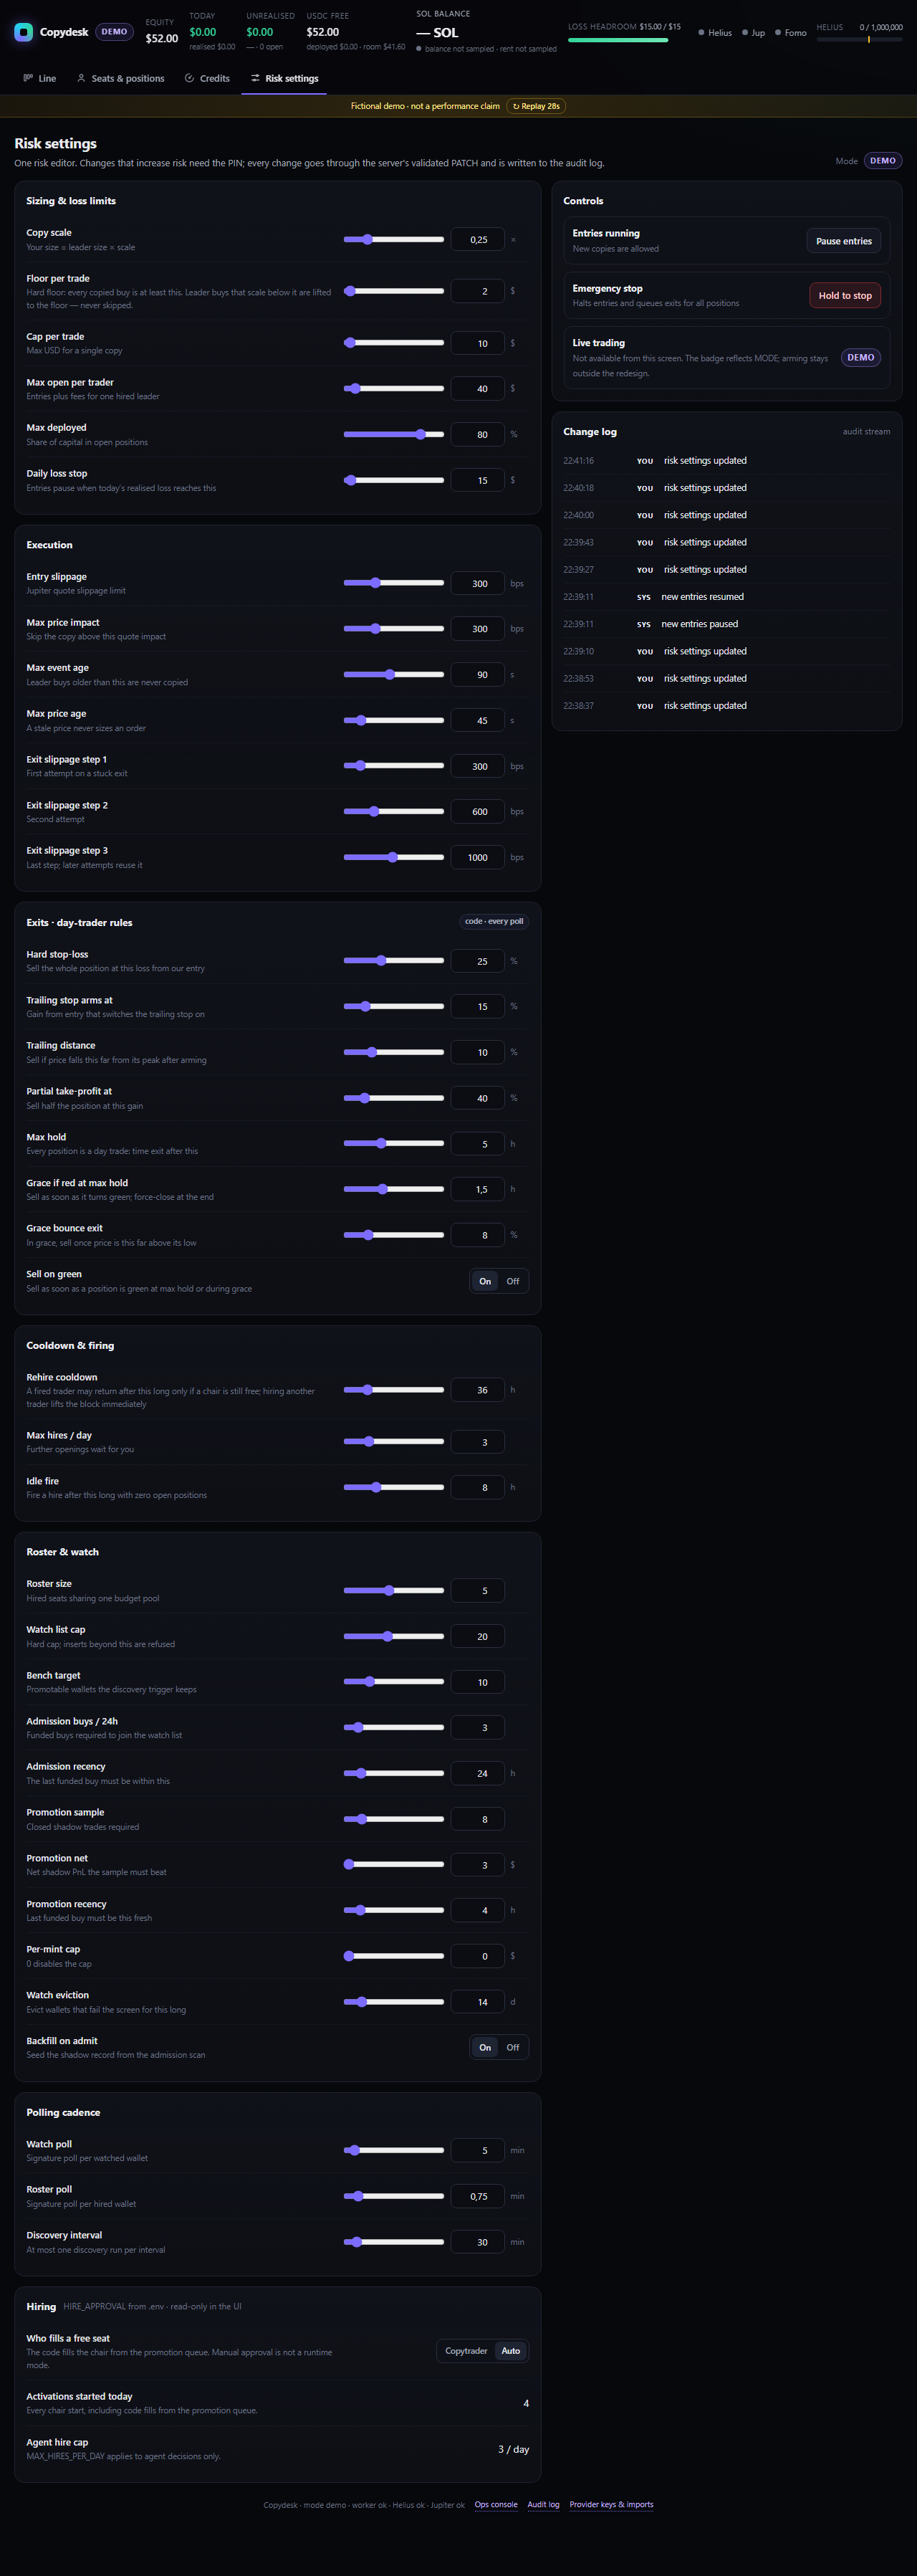 Copydesk DEMO
EQUITY
$52.00
TODAY
$0.00
realised $0.00
UNREALISED
$0.00
— · 0 open
USDC FREE
$52.00
deployed $0.00 · room $41.60
SOL BALANCE
— SOL
balance not sampled · rent not sampled
LOSS HEADROOM $15.00 / $15
Helius Jup Fomo
HELIUS 0 / 1,000,000
Line Seats & positions Credits Risk settings
Fictional demo · not a performance claim ↻ Replay 28s
Risk settings
One risk editor. Changes that increase risk need the PIN; every change goes through the server's validated PATCH and is written to the audit log.
Mode DEMO
Sizing & loss limits
Copy scale
Your size = leader size × scale
0,25 ×
Floor per trade
Hard floor: every copied buy is at least this. Leader buys that scale below it are lifted
to the floor — never skipped.
2 $
Cap per trade
Max USD for a single copy
10 $
Max open per trader
Entries plus fees for one hired leader
40 $
Max deployed
Share of capital in open positions
80 %
Daily loss stop
Entries pause when today's realised loss reaches this
15 $
Execution
Entry slippage
Jupiter quote slippage limit
300 bps
Max price impact
Skip the copy above this quote impact
300 bps
Max event age
Leader buys older than this are never copied
90 s
Max price age
A stale price never sizes an order
45 s
Exit slippage step 1
First attempt on a stuck exit
300 bps
Exit slippage step 2
Second attempt
600 bps
Exit slippage step 3
Last step; later attempts reuse it
1000 bps
Exits · day-trader rules
code · every poll
Hard stop-loss
Sell the whole position at this loss from our entry
25 %
Trailing stop arms at
Gain from entry that switches the trailing stop on
15 %
Trailing distance
Sell if price falls this far from its peak after arming
10 %
Partial take-profit at
Sell half the position at this gain
40 %
Max hold
Every position is a day trade: time exit after this
5 h
Grace if red at max hold
Sell as soon as it turns green; force-close at the end
1,5 h
Grace bounce exit
In grace, sell once price is this far above its low
8 %
Sell on green
Sell as soon as a position is green at max hold or during grace
On Off
Cooldown & firing
Rehire cooldown
A fired trader may return after this long only if a chair is still free; hiring another
trader lifts the block immediately
36 h
Max hires / day
Further openings wait for you
3
Idle fire
Fire a hire after this long with zero open positions
8 h
Roster & watch
Roster size
Hired seats sharing one budget pool
5
Watch list cap
Hard cap; inserts beyond this are refused
20
Bench target
Promotable wallets the discovery trigger keeps
10
Admission buys / 24h
Funded buys required to join the watch list
3
Admission recency
The last funded buy must be within this
24 h
Promotion sample
Closed shadow trades required
8
Promotion net
Net shadow PnL the sample must beat
3 $
Promotion recency
Last funded buy must be this fresh
4 h
Per-mint cap
0 disables the cap
0 $
Watch eviction
Evict wallets that fail the screen for this long
14 d
Backfill on admit
Seed the shadow record from the admission scan
On Off
Polling cadence
Watch poll
Signature poll per watched wallet
5 min
Roster poll
Signature poll per hired wallet
0,75 min
Discovery interval
At most one discovery run per interval
30 min
Hiring HIRE_APPROVAL from .env · read-only in the UI
Who fills a free seat
The code fills the chair from the promotion queue. Manual approval is not a runtime
mode.
Copytrader Auto
Activations started today
Every chair start, including code fills from the promotion queue.
4
Agent hire cap
MAX_HIRES_PER_DAY applies to agent decisions only.
3 / day
Controls
Entries running
New copies are allowed
Pause entries
Emergency stop
Halts entries and queues exits for all positions
Hold to stop
Live trading
Not available from this screen. The badge reflects MODE; arming stays
outside the redesign.
DEMO
Change log audit stream
22:41:16 YOU risk settings updated
22:40:18 YOU risk settings updated
22:40:00 YOU risk settings updated
22:39:43 YOU risk settings updated
22:39:27 YOU risk settings updated
22:39:11 SYS new entries resumed
22:39:11 SYS new entries paused
22:39:10 YOU risk settings updated
22:38:53 YOU risk settings updated
22:38:37 YOU risk settings updated
Copydesk · mode demo · worker ok · Helius ok · Jupiter ok Ops console Audit log Provider keys & imports